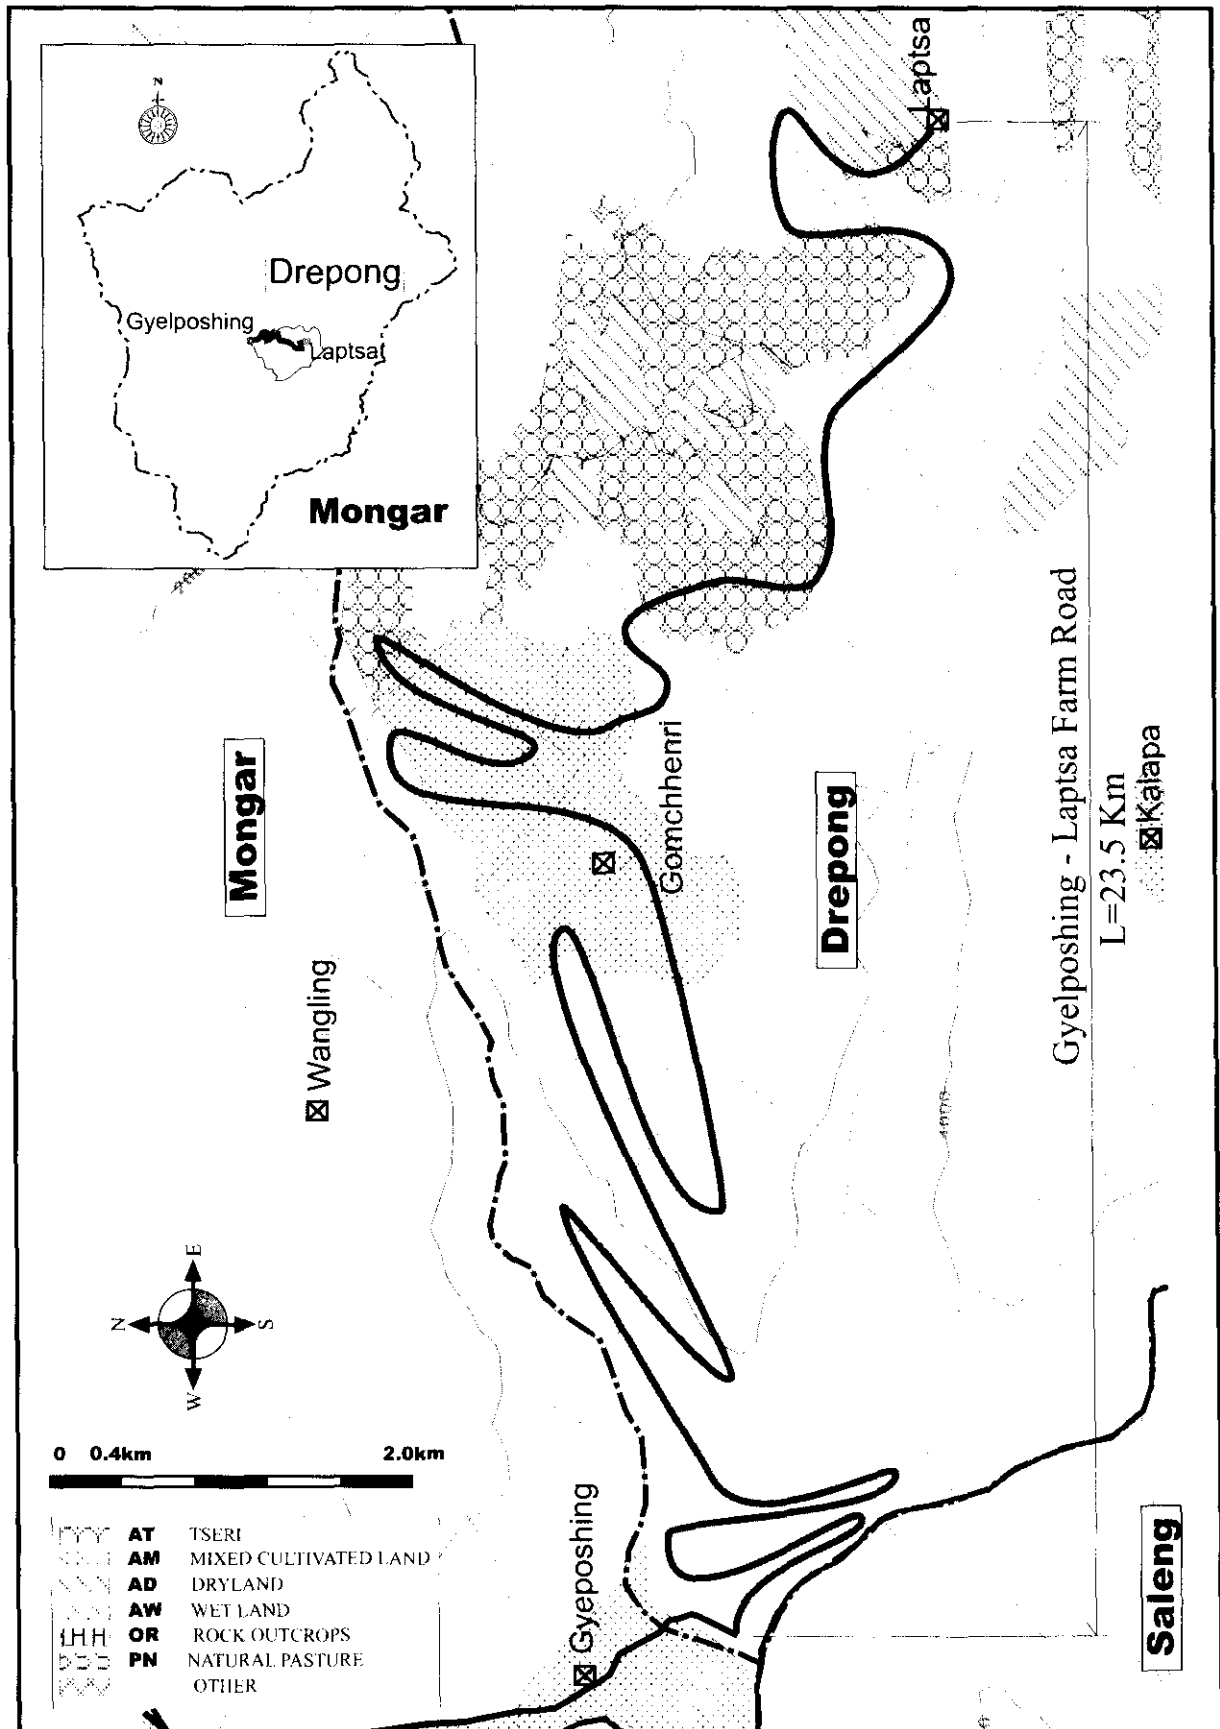 N
Drepong
Gyelposhing
Laptsa
Mongar
Laptsa
Mongar
Gomchhenri
Drepong
Wangling
Gyelposhing - Laptsa Farm Road
L=23.5 Km
Kalapa
4000
N
E
S
W
0 0.4km 2.0km
AT TSERI
AM MIXED CULTIVATED LAND
AD DRYLAND
AW WET LAND
OR ROCK OUTCROPS
PN NATURAL PASTURE
OTHER
Gyeposhing
Saleng